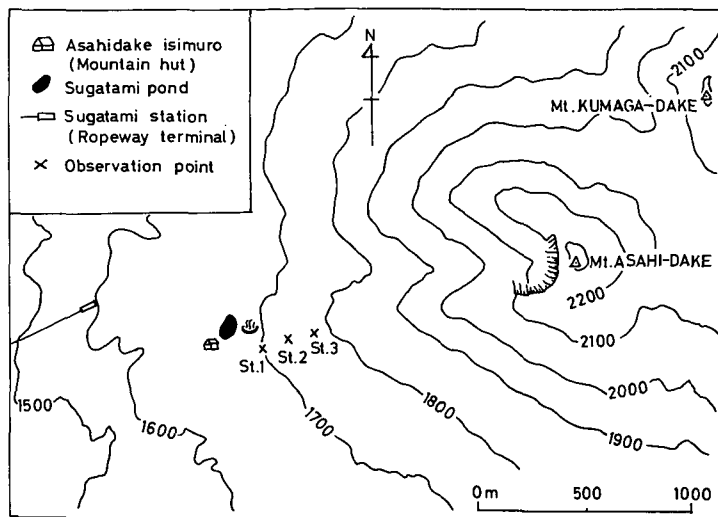 Asahidake isimuro
(Mountain hut)
Sugatami pond
Sugatami station
(Ropeway terminal)
Observation point
N
2100
Mt.KUMAGA-DAKE
Mt.ASAHI-DAKE
2200
2100
St.1
St.2
St.3
2000
1500
1600
1700
1800
1900
0m 500 1000